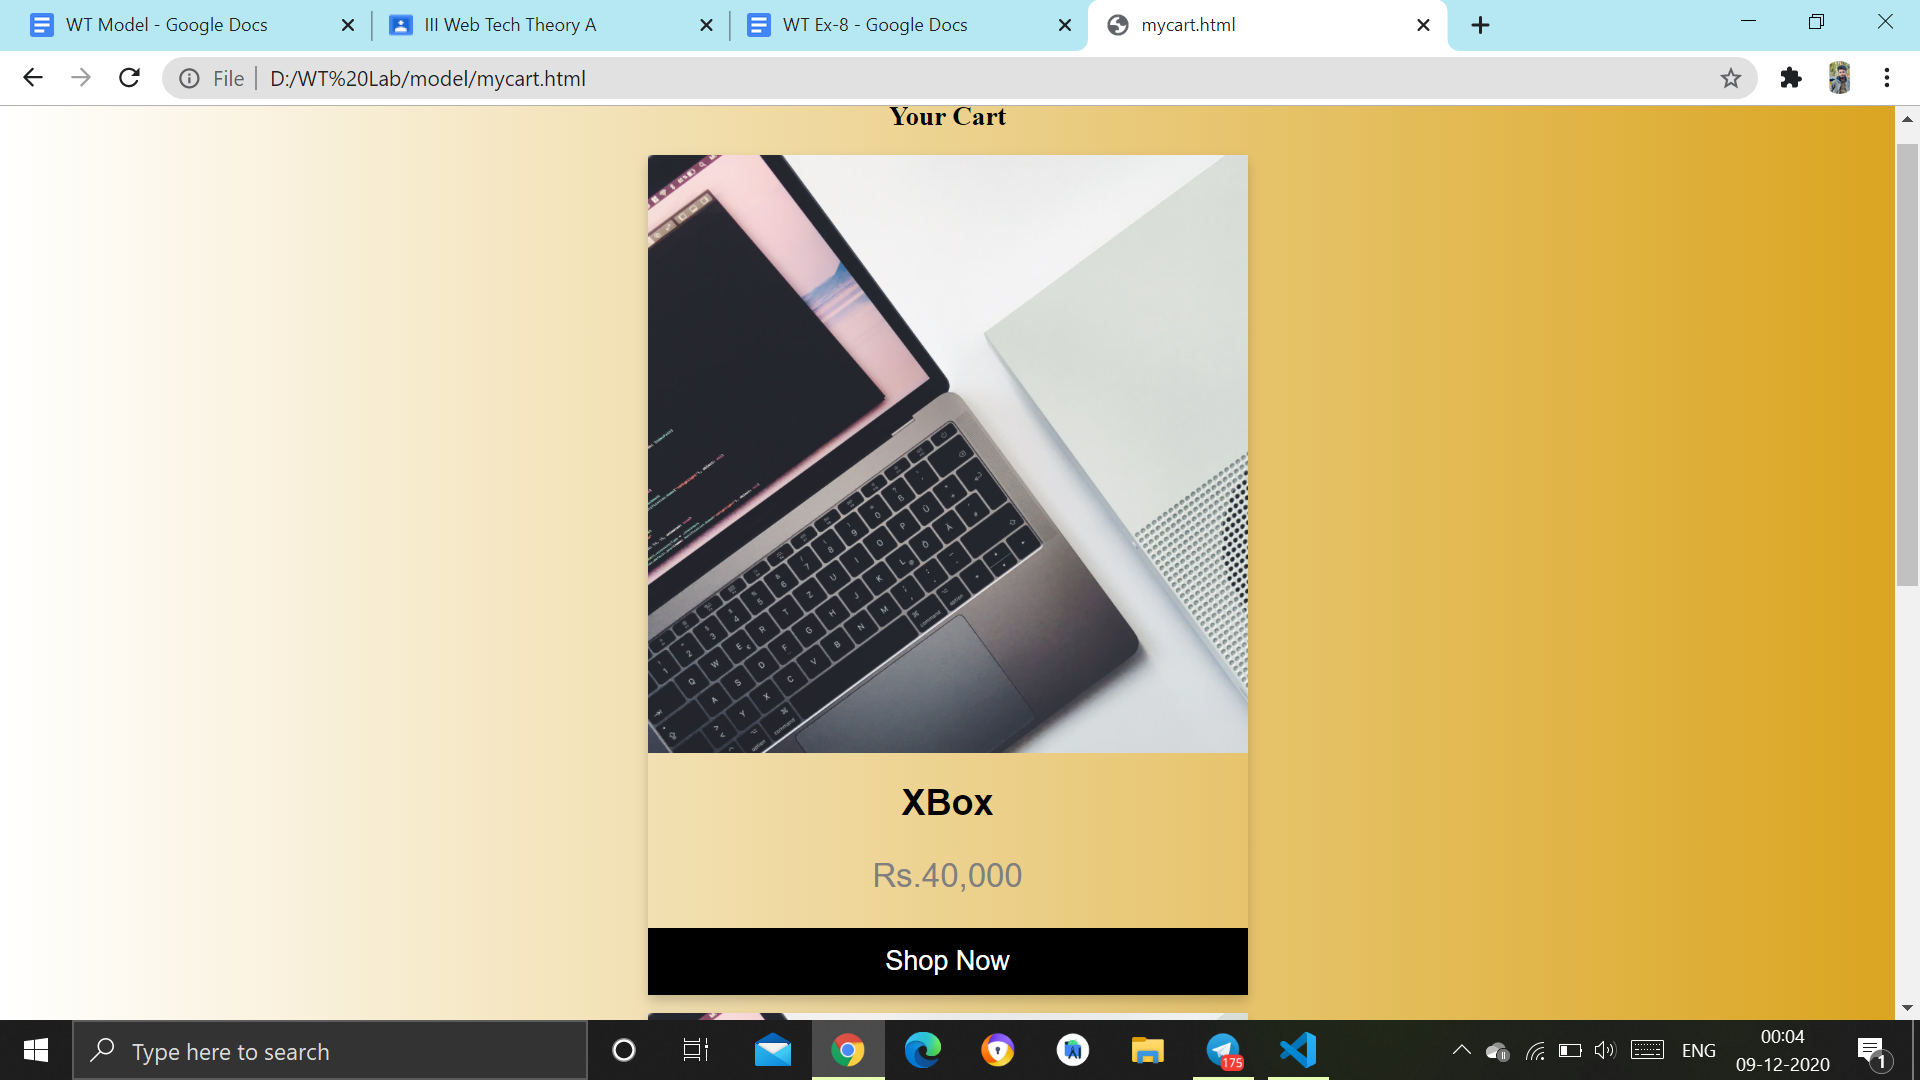 WT Model - Google Docs
III Web Tech Theory A
WT Ex-8 - Google Docs
mycart.html
File
D:/WT%20Lab/model/mycart.html
Your Cart
XBox
Rs.40,000
Shop Now
Type here to search
175
ENG
00:04
09-12-2020
1